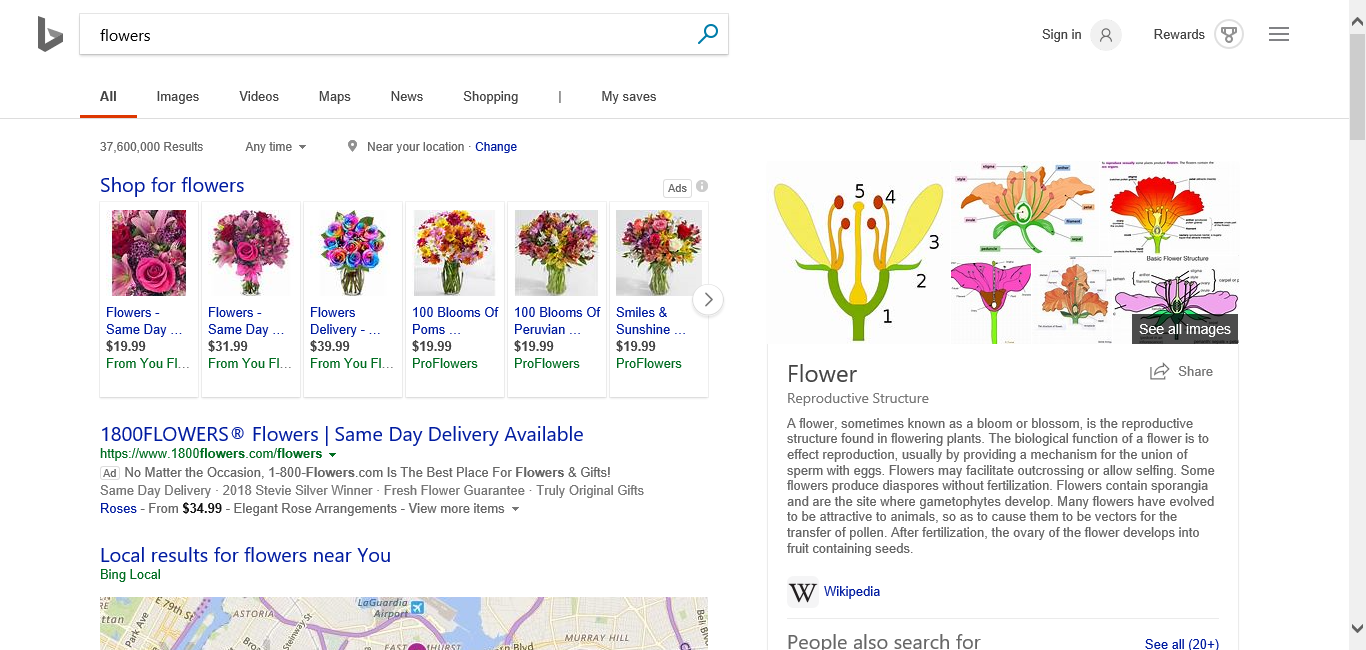 flowers
Sign in
Rewards
All
Images
Videos
Maps
News
Shopping
|
My saves
37,600,000 Results
Any time
Near your location · Change
Shop for flowers
Ads
Flowers -
Same Day ...
$19.99
From You Fl...
Flowers -
Same Day ...
$31.99
From You Fl...
Flowers
Delivery - ...
$39.99
From You Fl...
100 Blooms Of
Poms ...
$19.99
ProFlowers
100 Blooms Of
Peruvian ...
$19.99
ProFlowers
Smiles &
Sunshine ...
$19.99
ProFlowers
1800FLOWERS® Flowers | Same Day Delivery Available
https://www.1800flowers.com/flowers
Ad No Matter the Occasion, 1-800-Flowers.com Is The Best Place For Flowers & Gifts!
Same Day Delivery · 2018 Stevie Silver Winner · Fresh Flower Guarantee · Truly Original Gifts
Roses - From $34.99 - Elegant Rose Arrangements - View more items
Local results for flowers near You
Bing Local
E 79th St
Park Ave
ASTORIA
Steinway St
LaGuardia
Airport
MURRAY HILL
5
4
3
2
1
Basic Flower Structure
See all images
Flower
Share
Reproductive Structure
A flower, sometimes known as a bloom or blossom, is the reproductive
structure found in flowering plants. The biological function of a flower is to
effect reproduction, usually by providing a mechanism for the union of
sperm with eggs. Flowers may facilitate outcrossing or allow selfing. Some
flowers produce diaspores without fertilization. Flowers contain sporangia
and are the site where gametophytes develop. Many flowers have evolved
to be attractive to animals, so as to cause them to be vectors for the
transfer of pollen. After fertilization, the ovary of the flower develops into
fruit containing seeds.
W Wikipedia
People also search for
See all (20+)